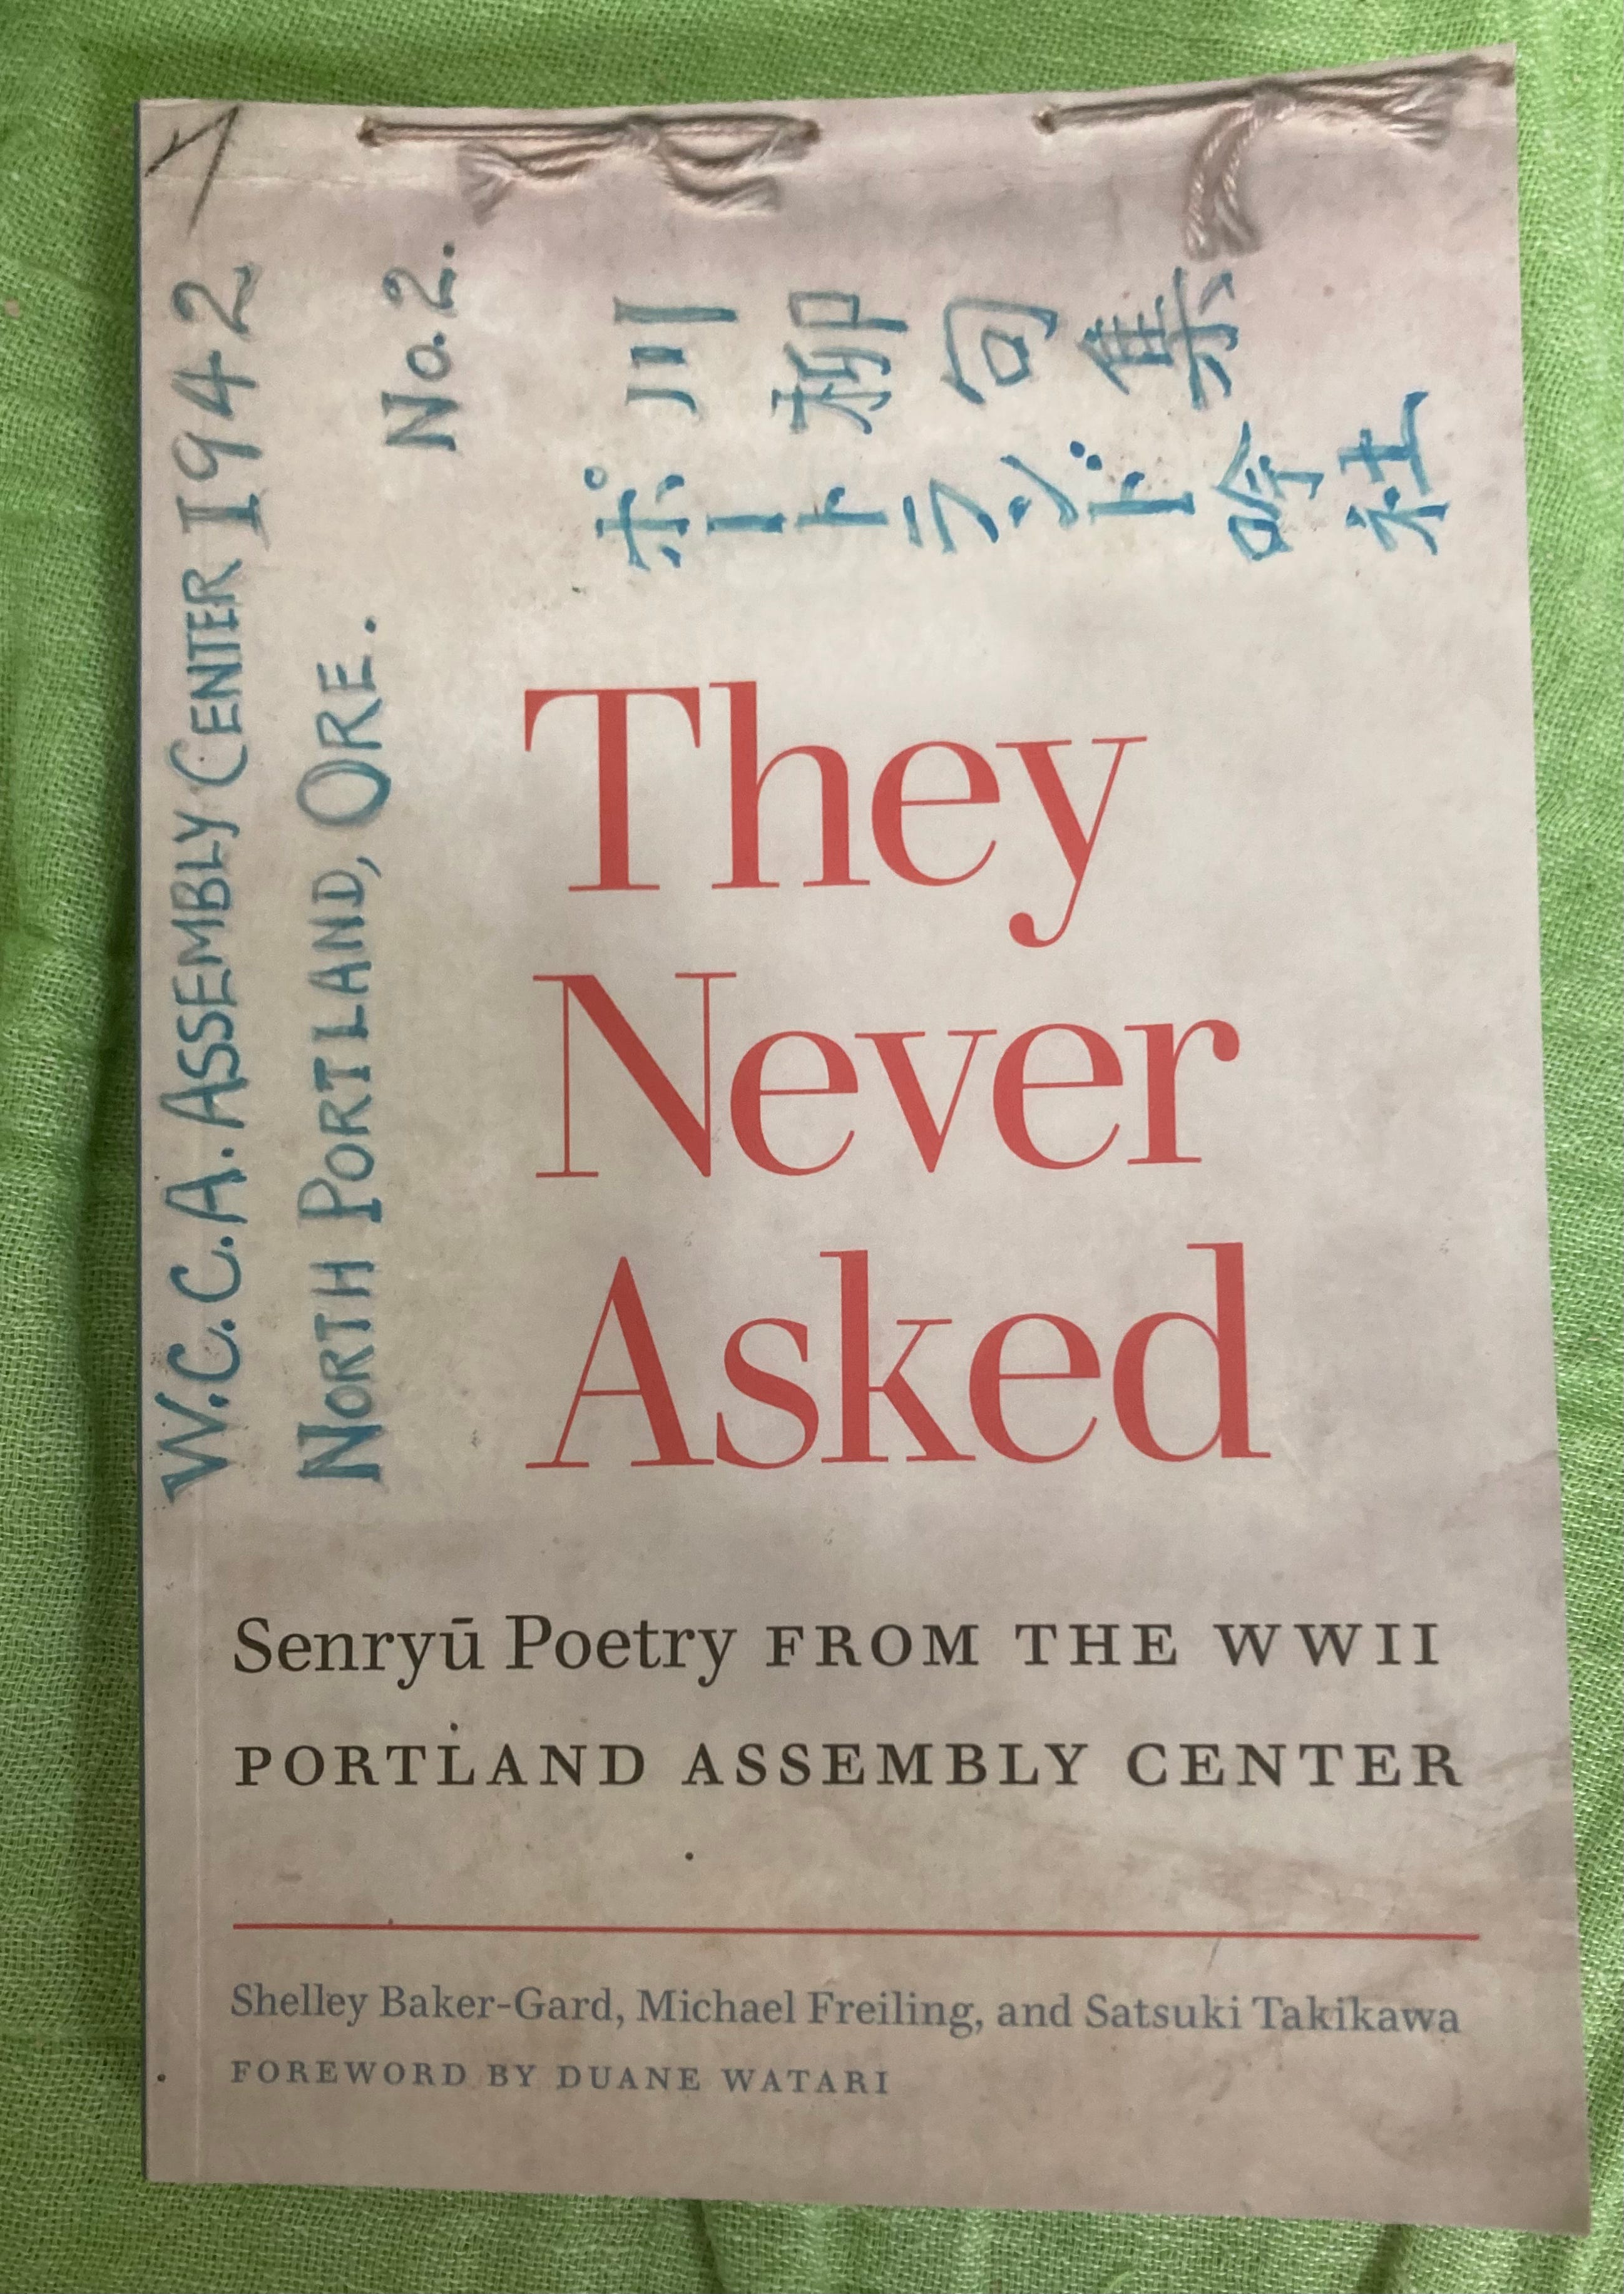 W.C.C.A. ASSEMBLY CENTER 1942
NORTH PORTLAND, ORE.
No. 2.
川柳句集
ポートランド吟社
They
Never
Asked
Senryū Poetry FROM THE WWII
PORTLAND ASSEMBLY CENTER
Shelley Baker-Gard, Michael Freiling, and Satsuki Takikawa
FOREWORD BY DUANE WATARI